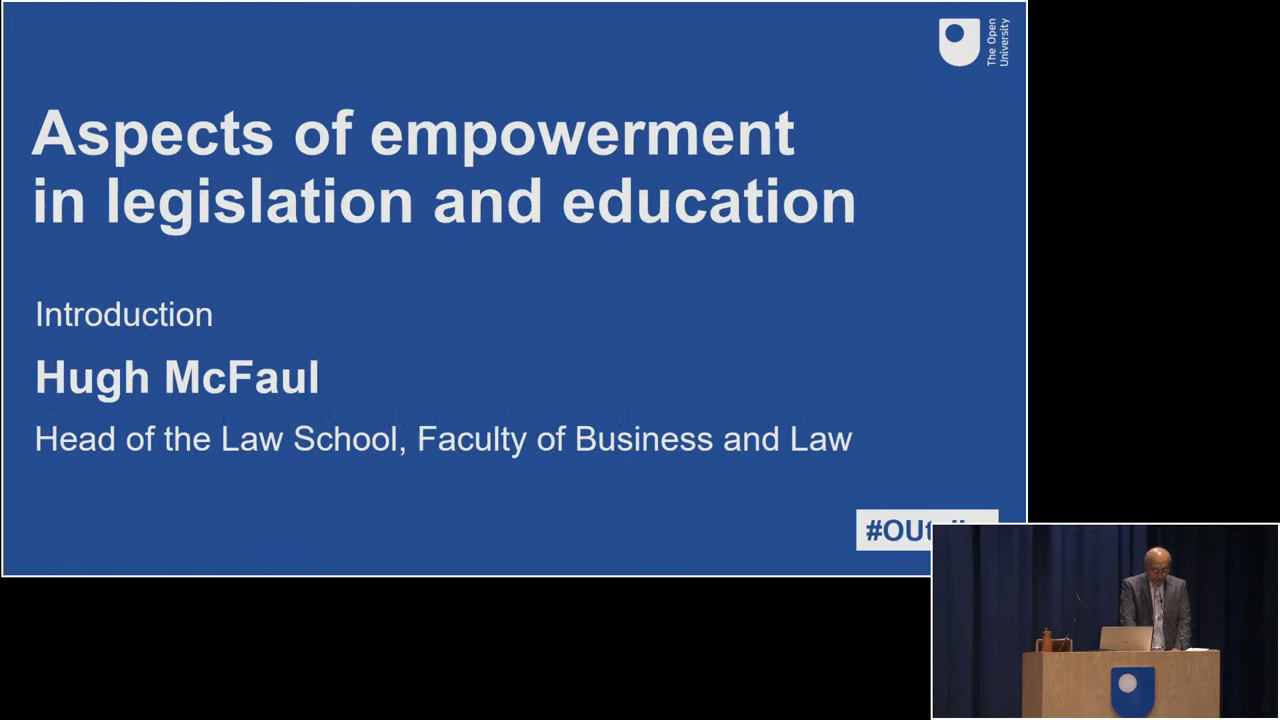 The Open
University
Aspects of empowerment
in legislation and education
Introduction
Hugh McFaul
Head of the Law School, Faculty of Business and Law